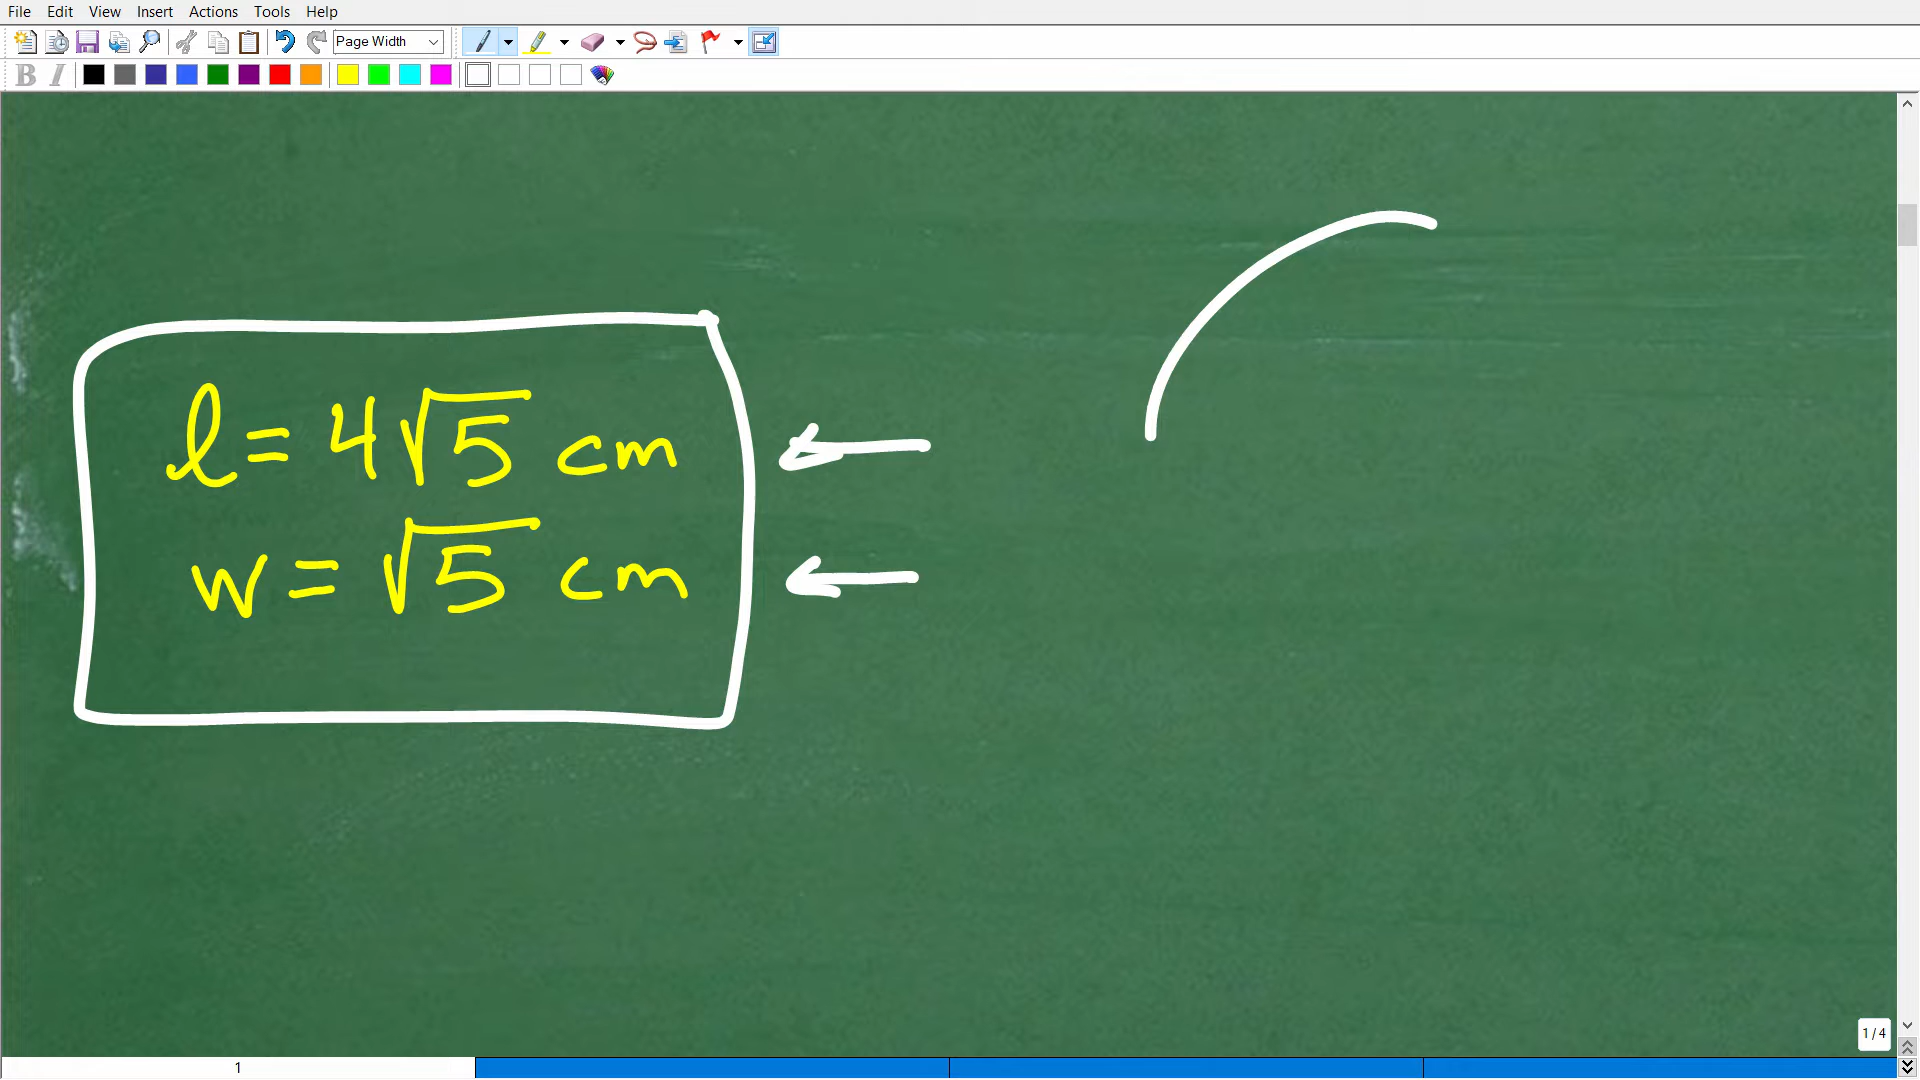 File Edit View Insert Actions Tools Help
Page Width
B I
l = 4√5 cm
w = √5 cm
1 / 4
1